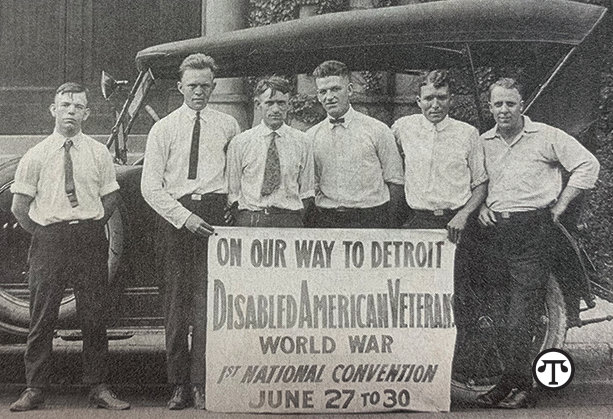 ON OUR WAY TO DETROIT
DISABLED AMERICAN VETERANS
WORLD WAR
1ST NATIONAL CONVENTION
JUNE 27 TO 30